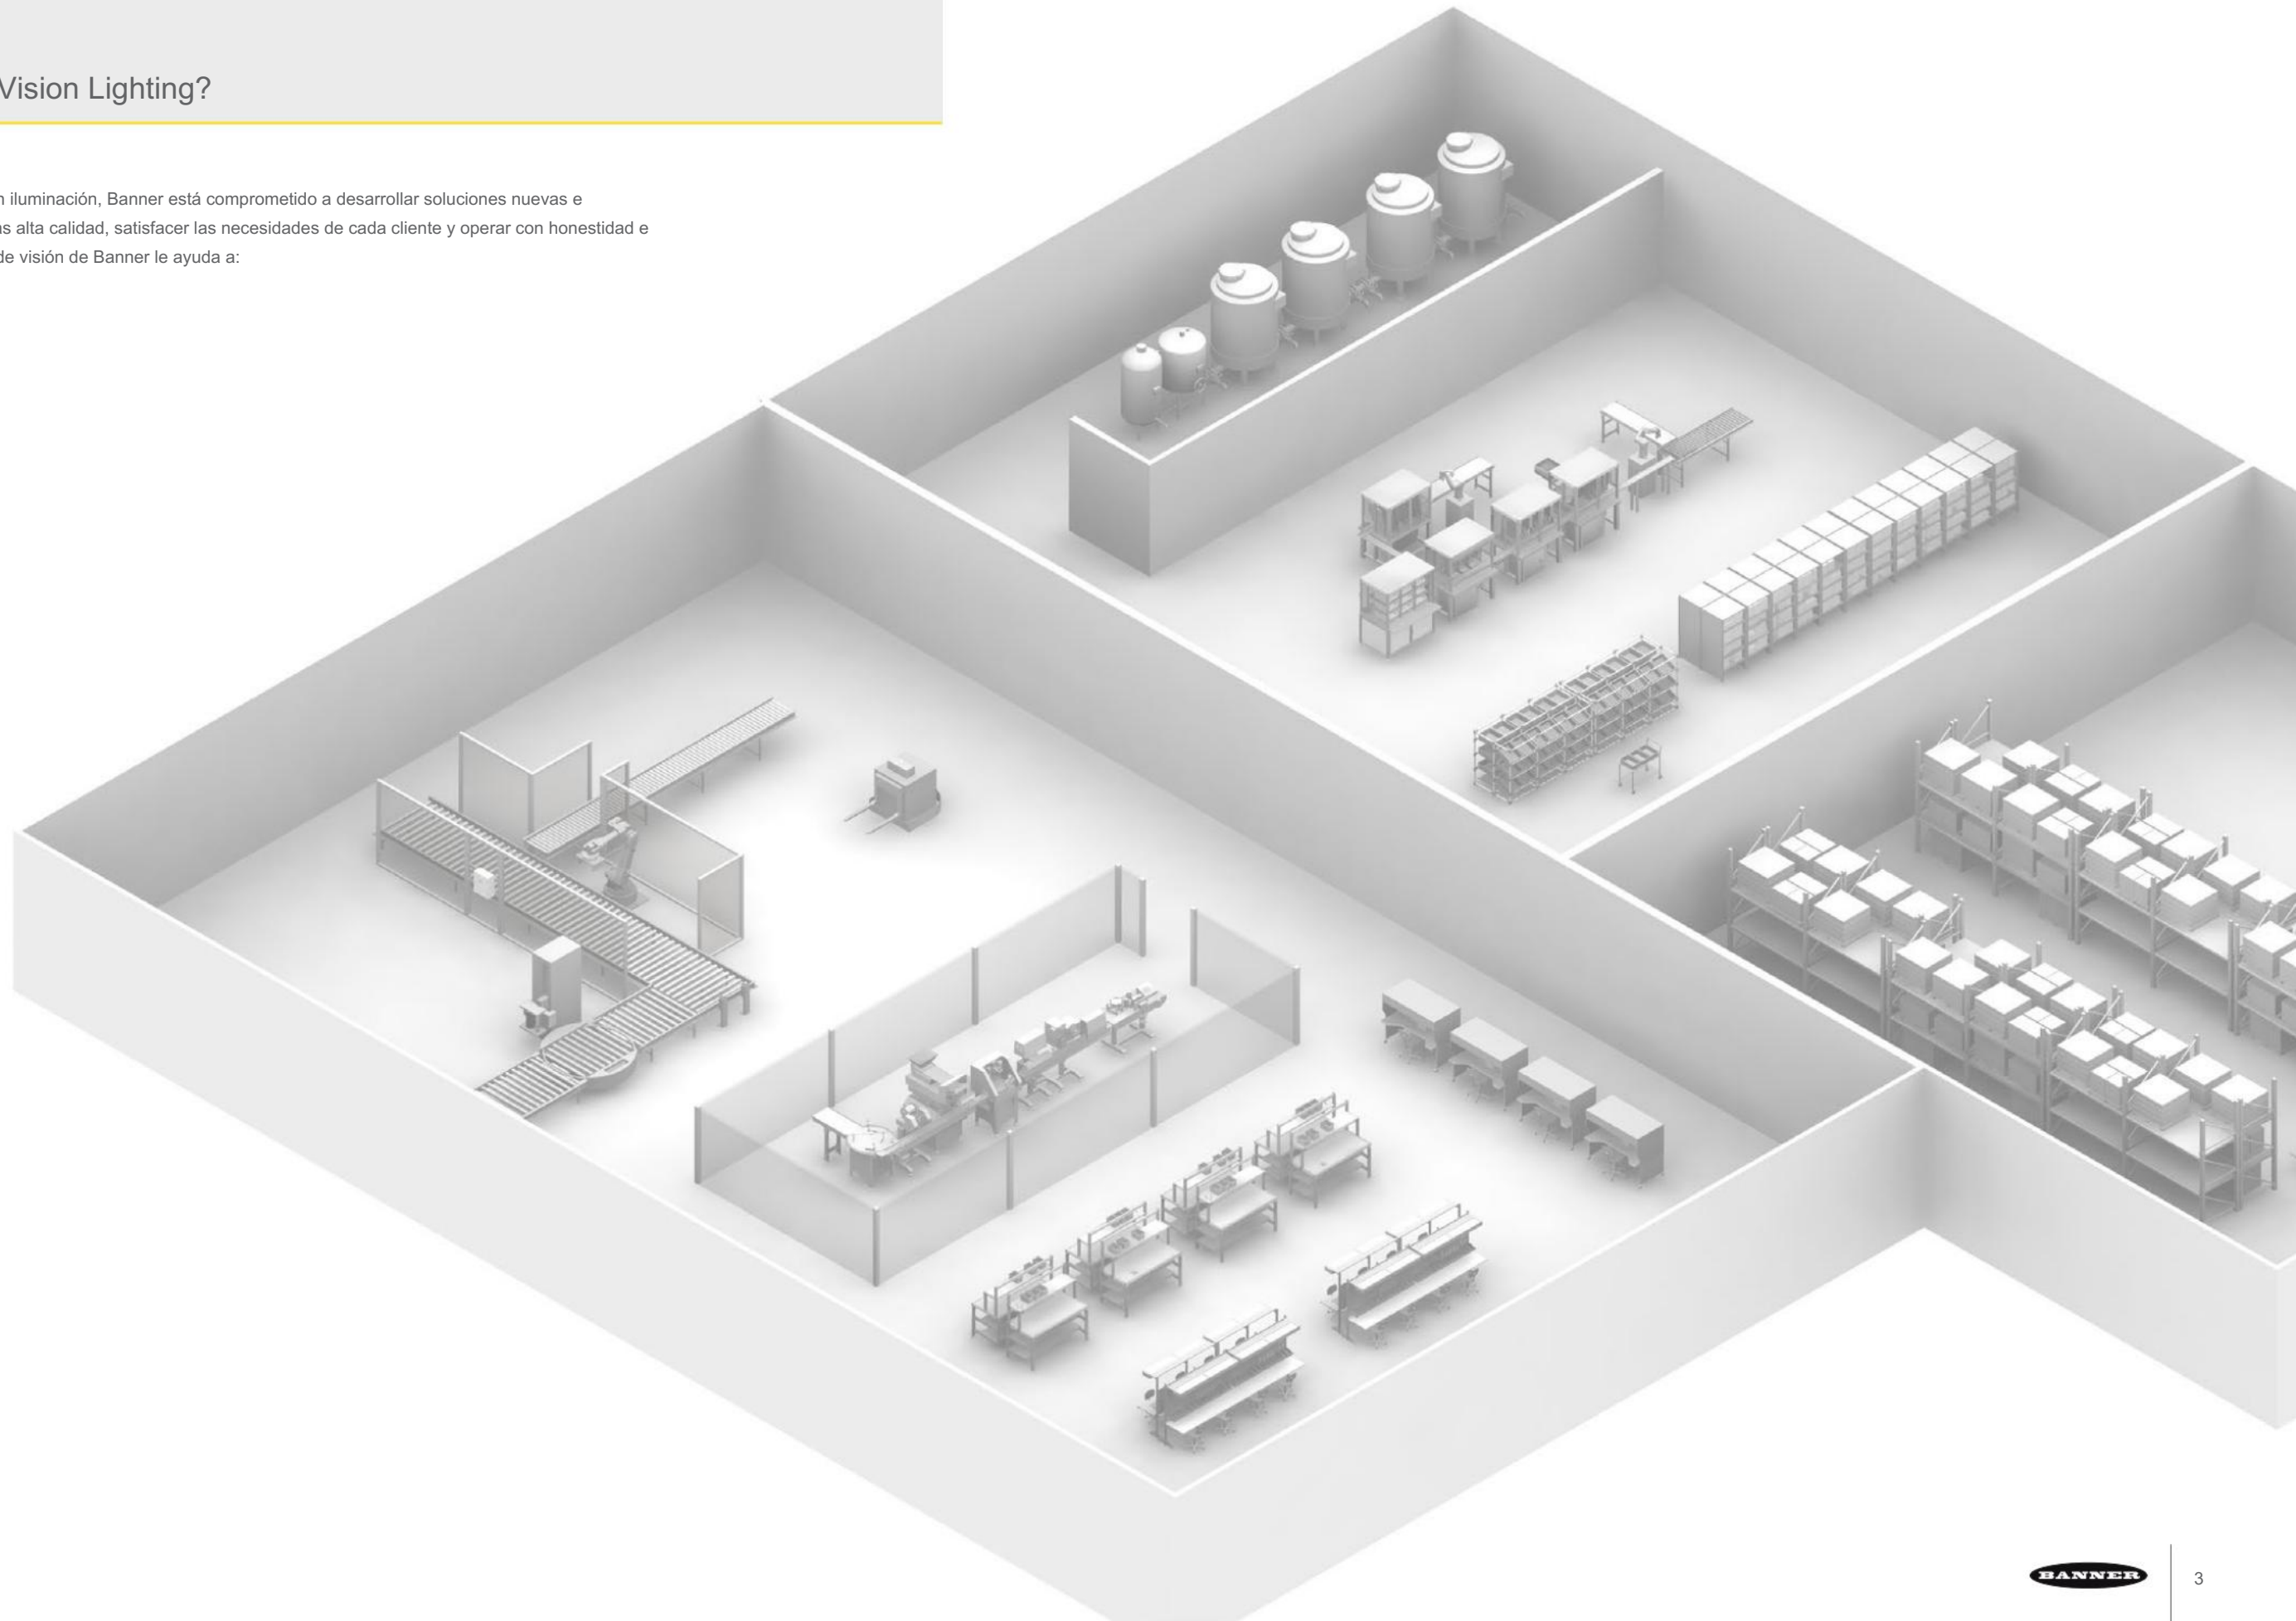 Vision Lighting?
n iluminación, Banner está comprometido a desarrollar soluciones nuevas e
s alta calidad, satisfacer las necesidades de cada cliente y operar con honestidad e
de visión de Banner le ayuda a:
BANNER
3